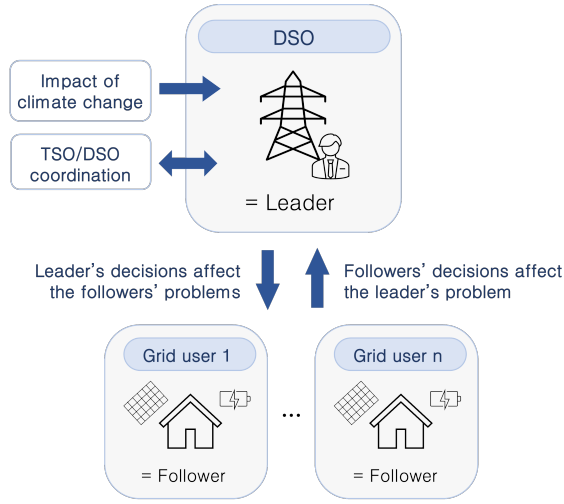 DSO
Impact of
climate change
TSO/DSO
coordination
= Leader
Leader's decisions affect
the followers' problems
Followers' decisions affect
the leader's problem
Grid user 1
Grid user n
...
= Follower
= Follower